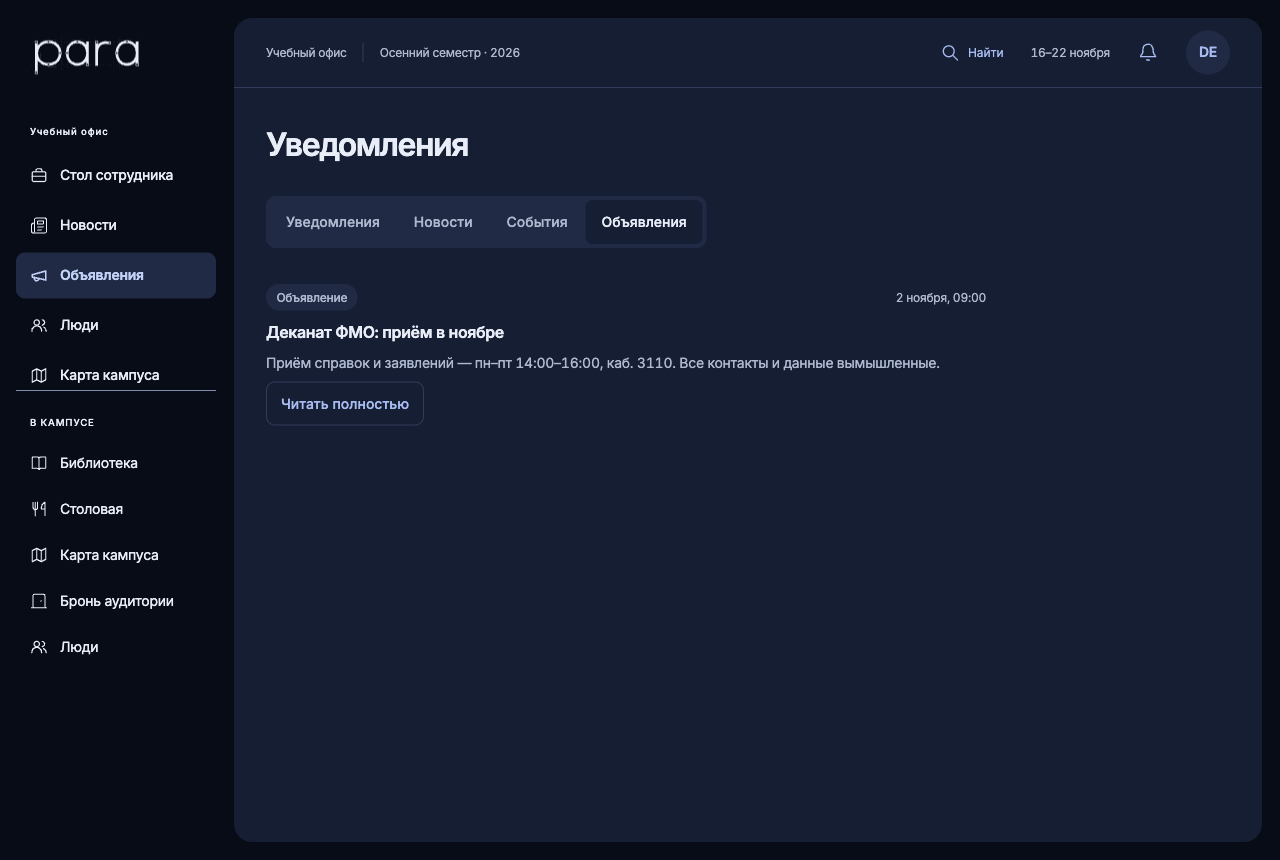 para
Учебный офис
Стол сотрудника
Новости
Объявления
Люди
Карта кампуса
В КАМПУСЕ
Библиотека
Столовая
Карта кампуса
Бронь аудитории
Люди
Учебный офис
Осенний семестр · 2026
Найти
16–22 ноября
DE
Уведомления
Уведомления
Новости
События
Объявления
Объявление
2 ноября, 09:00
Деканат ФМО: приём в ноябре
Приём справок и заявлений — пн–пт 14:00–16:00, каб. 3110. Все контакты и данные вымышленные.
Читать полностью